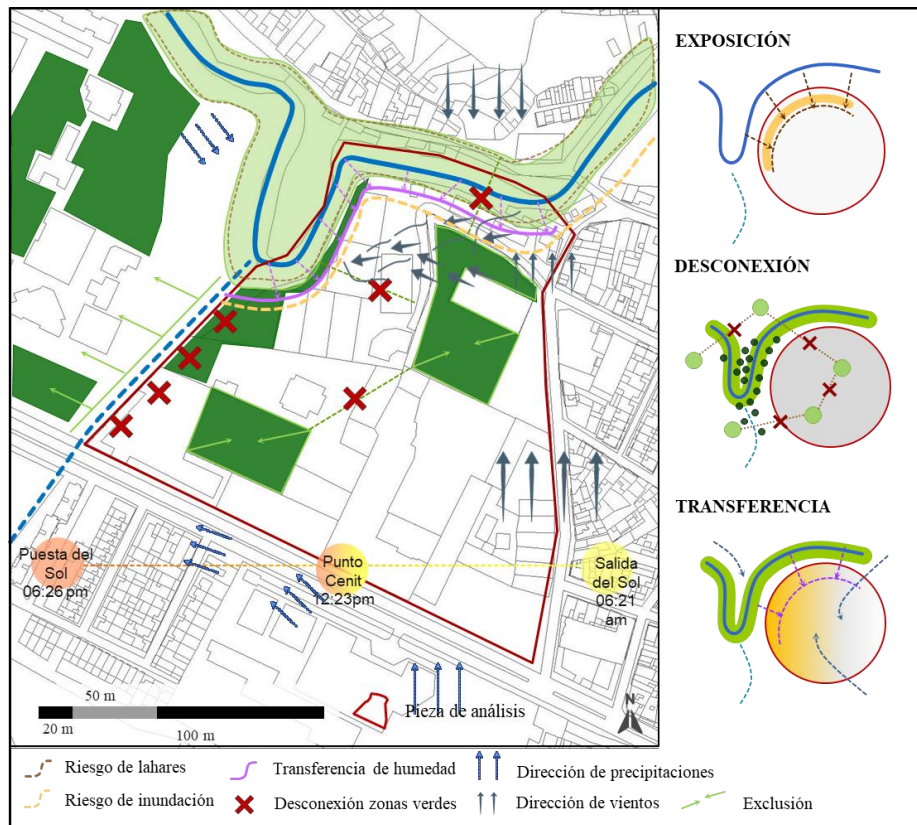 EXPOSICIÓN
DESCONEXIÓN
TRANSFERENCIA
Puesta del
Sol
06:26 pm
Punto
Cenit
12:23pm
Salida
del Sol
06:21
am
50 m
20 m
100 m
Pieza de análisis
N
Riesgo de lahares
Transferencia de humedad
Dirección de precipitaciones
Riesgo de inundación
Desconexión zonas verdes
Dirección de vientos
Exclusión